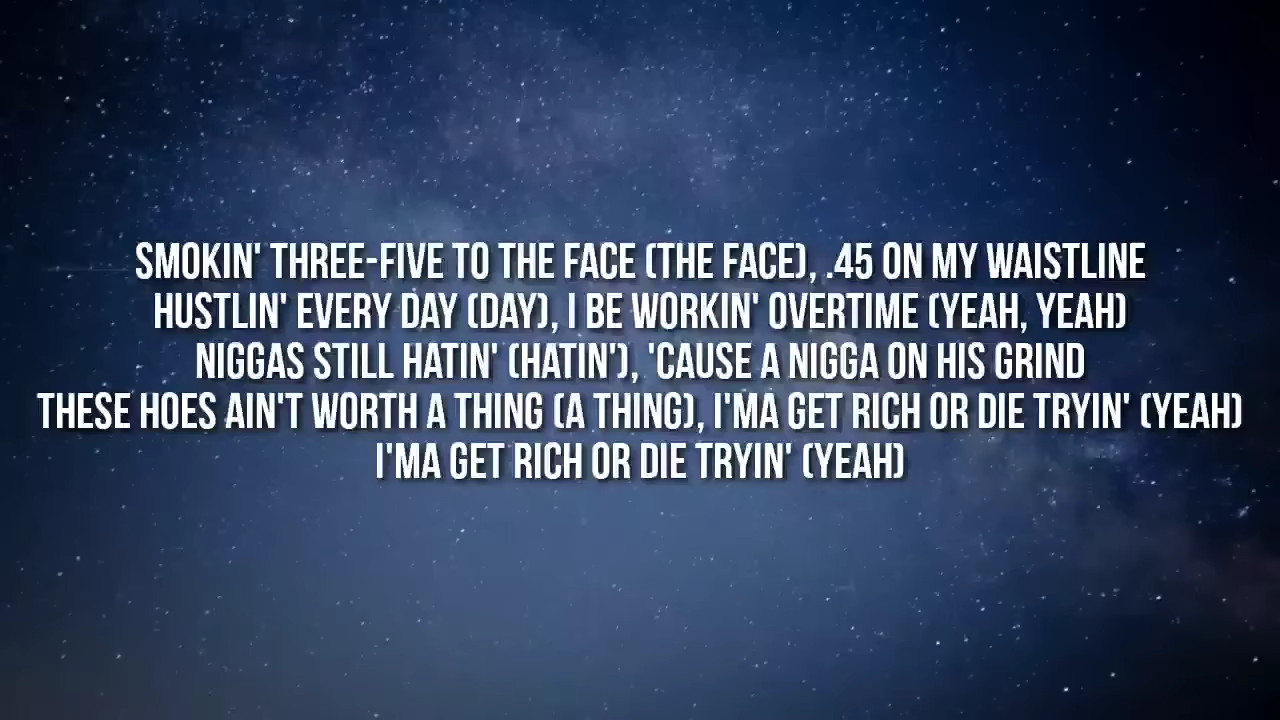 SMOKIN' THREE-FIVE TO THE FACE (THE FACE), .45 ON MY WAISTLINE
HUSTLIN' EVERY DAY (DAY), I BE WORKIN' OVERTIME (YEAH, YEAH)
NIGGAS STILL HATIN' (HATIN'), 'CAUSE A NIGGA ON HIS GRIND
THESE HOES AIN'T WORTH A THING (A THING), I'MA GET RICH OR DIE TRYIN' (YEAH)
I'MA GET RICH OR DIE TRYIN' (YEAH)